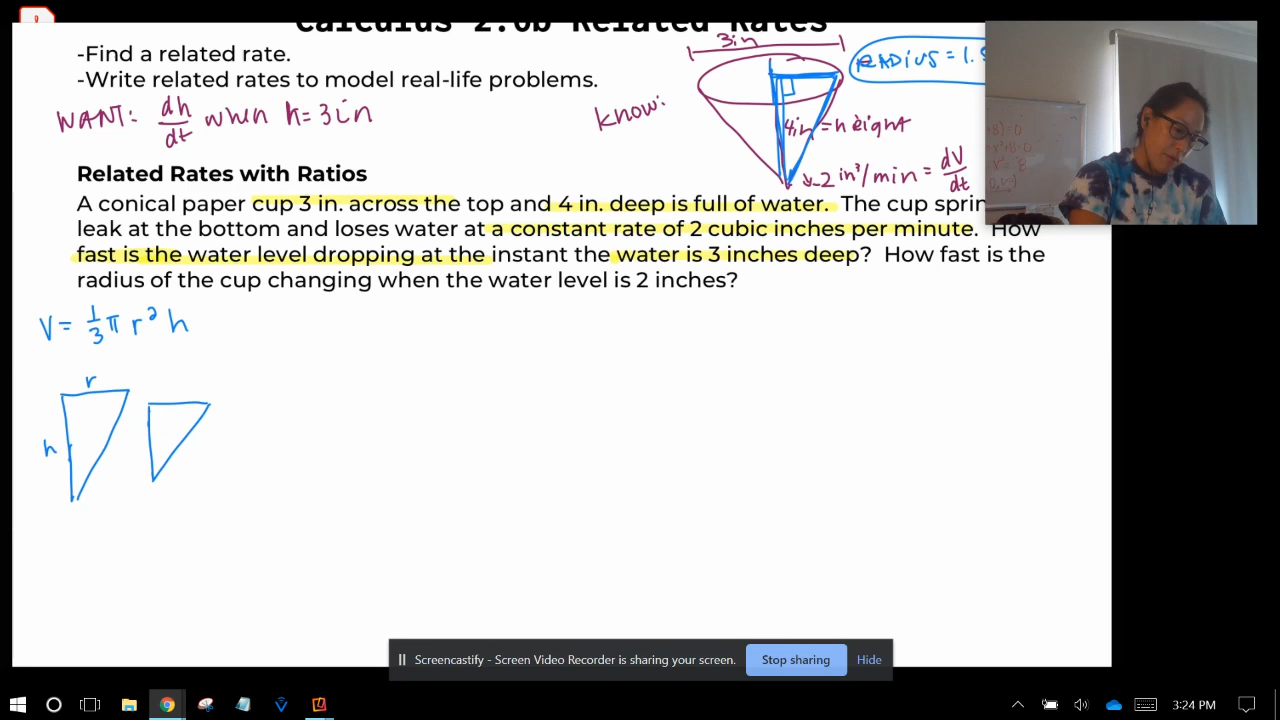 Calculus 2.6b Related Rates
-Find a related rate.
-Write related rates to model real-life problems.
3in
RADIUS = 1.5
WANT: dh/dt when h=3in
know:
4in = height
-2 in³/min = dV/dt
Related Rates with Ratios
A conical paper cup 3 in. across the top and 4 in. deep is full of water. The cup sprin
leak at the bottom and loses water at a constant rate of 2 cubic inches per minute. How
fast is the water level dropping at the instant the water is 3 inches deep? How fast is the
radius of the cup changing when the water level is 2 inches?
V = 1/3 π r² h
r
h
Screencastify - Screen Video Recorder is sharing your screen.
Stop sharing
Hide
3:24 PM